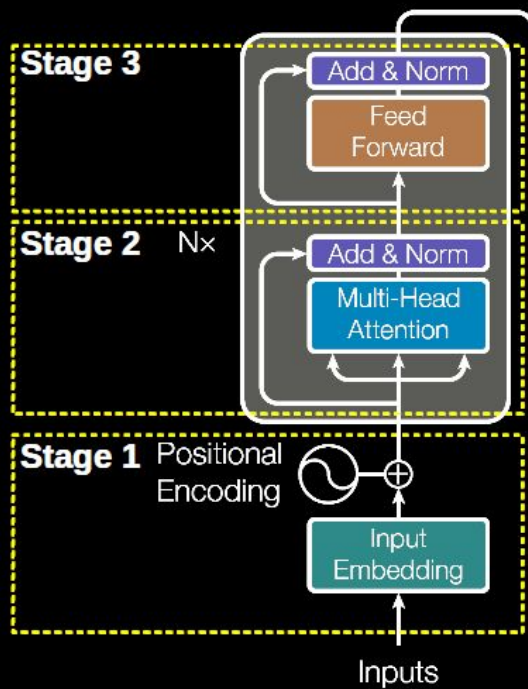 Stage 3
Add & Norm
Feed
Forward
Stage 2
N×
Add & Norm
Multi-Head
Attention
Stage 1
Positional
Encoding
Input
Embedding
Inputs